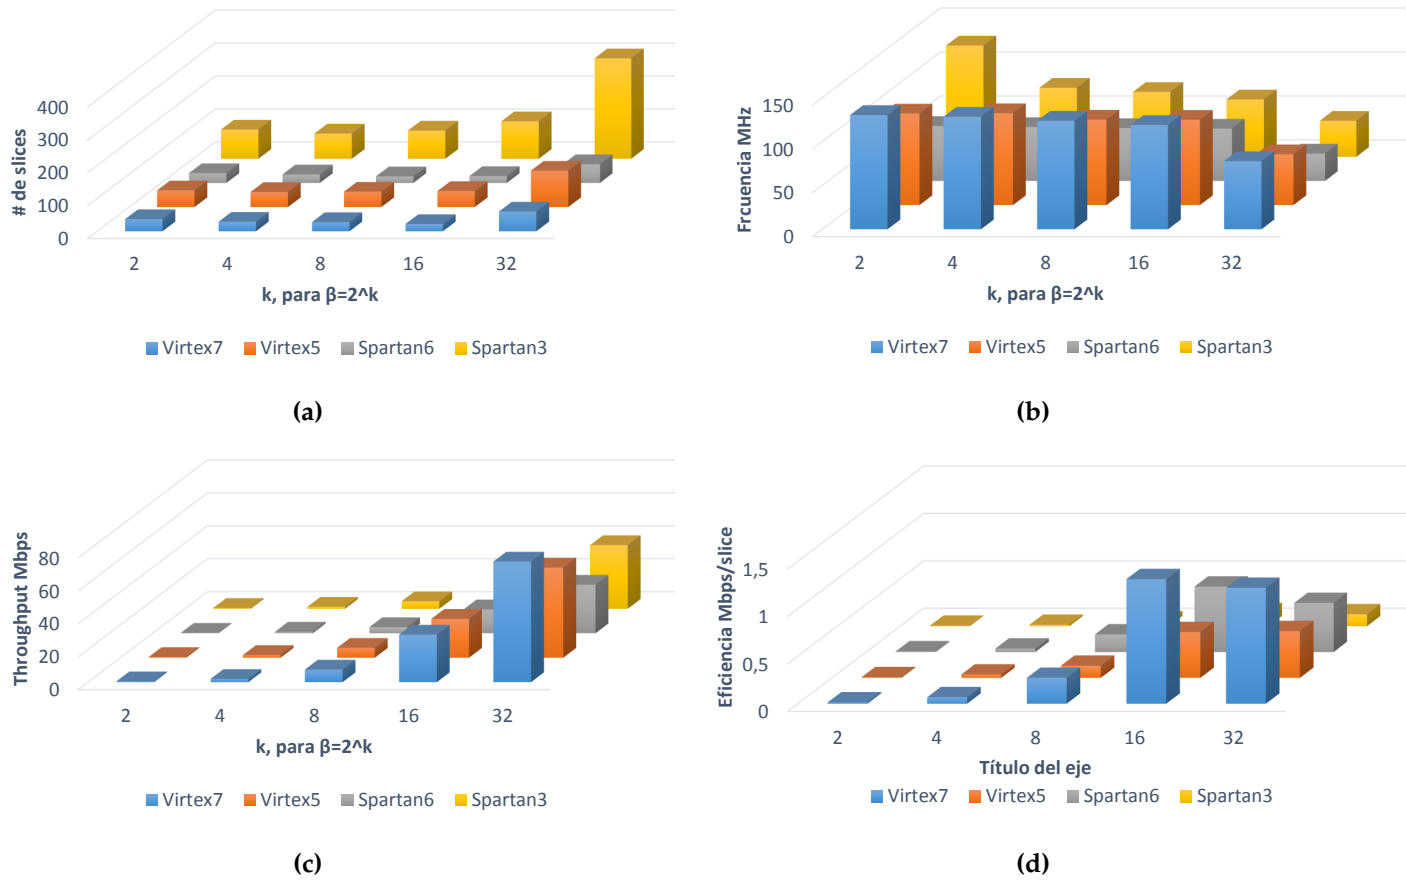 400
300
200
100
0
# de slices
2 4 8 16 32
k, para β=2^k
Virtex7 Virtex5 Spartan6 Spartan3
(a)
150
100
50
0
Frcuencia MHz
2 4 8 16 32
k, para β=2^k
Virtex7 Virtex5 Spartan6 Spartan3
(b)
80
60
40
20
0
Throughput Mbps
2 4 8 16 32
k, para β=2^k
Virtex7 Virtex5 Spartan6 Spartan3
(c)
1,5
1
0,5
0
Eficiencia Mbps/slice
2 4 8 16 32
Título del eje
Virtex7 Virtex5 Spartan6 Spartan3
(d)